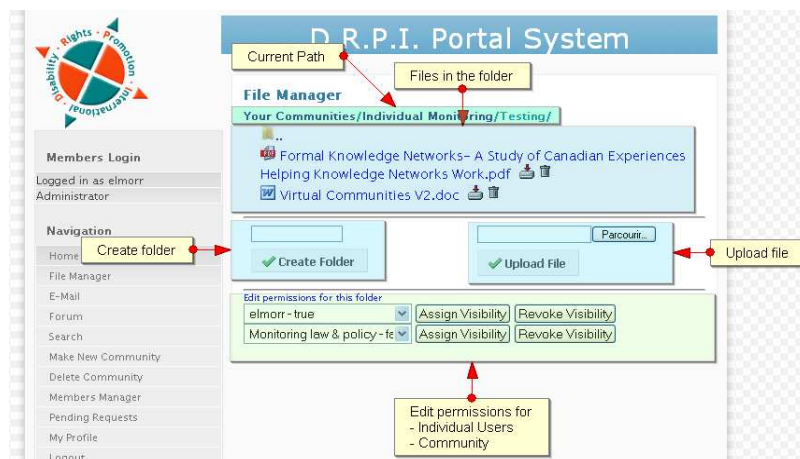 Disability · Rights · Promotion · International
D.R.P.I. Portal System
Current Path
Files in the folder
File Manager
Your Communities/Individual Monitoring/Testing/
..
Formal Knowledge Networks- A Study of Canadian Experiences
Helping Knowledge Networks Work.pdf
Virtual Communities V2.doc
Members Login
Logged in as elmorr
Administrator
Navigation
Home
File Manager
E-Mail
Forum
Search
Make New Community
Delete Community
Members Manager
Pending Requests
My Profile
Logout
Create folder
Create Folder
Parcourir...
Upload File
Upload file
Edit permissions for this folder
elmorr - true
Assign Visibility
Revoke Visibility
Monitoring law & policy - fa
Assign Visibility
Revoke Visibility
Edit permissions for
- Individual Users
- Community